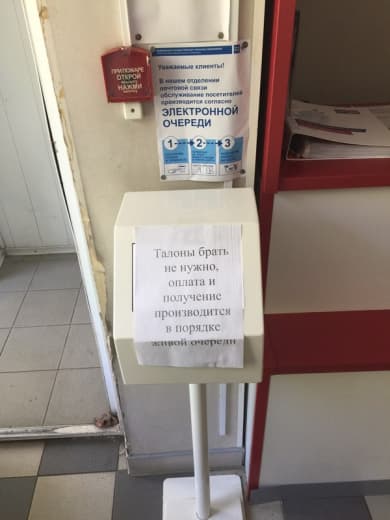 ПРИ ПОЖАРЕ
ОТКРОЙ
НАЖМИ
Уважаемые клиенты!
В нашем отделении
почтовой связи
обслуживание посетителей
производится согласно
ЭЛЕКТРОННОЙ
ОЧЕРЕДИ
1 2 3
Талоны брать
не нужно,
оплата и
получение
производится
в порядке
живой очереди